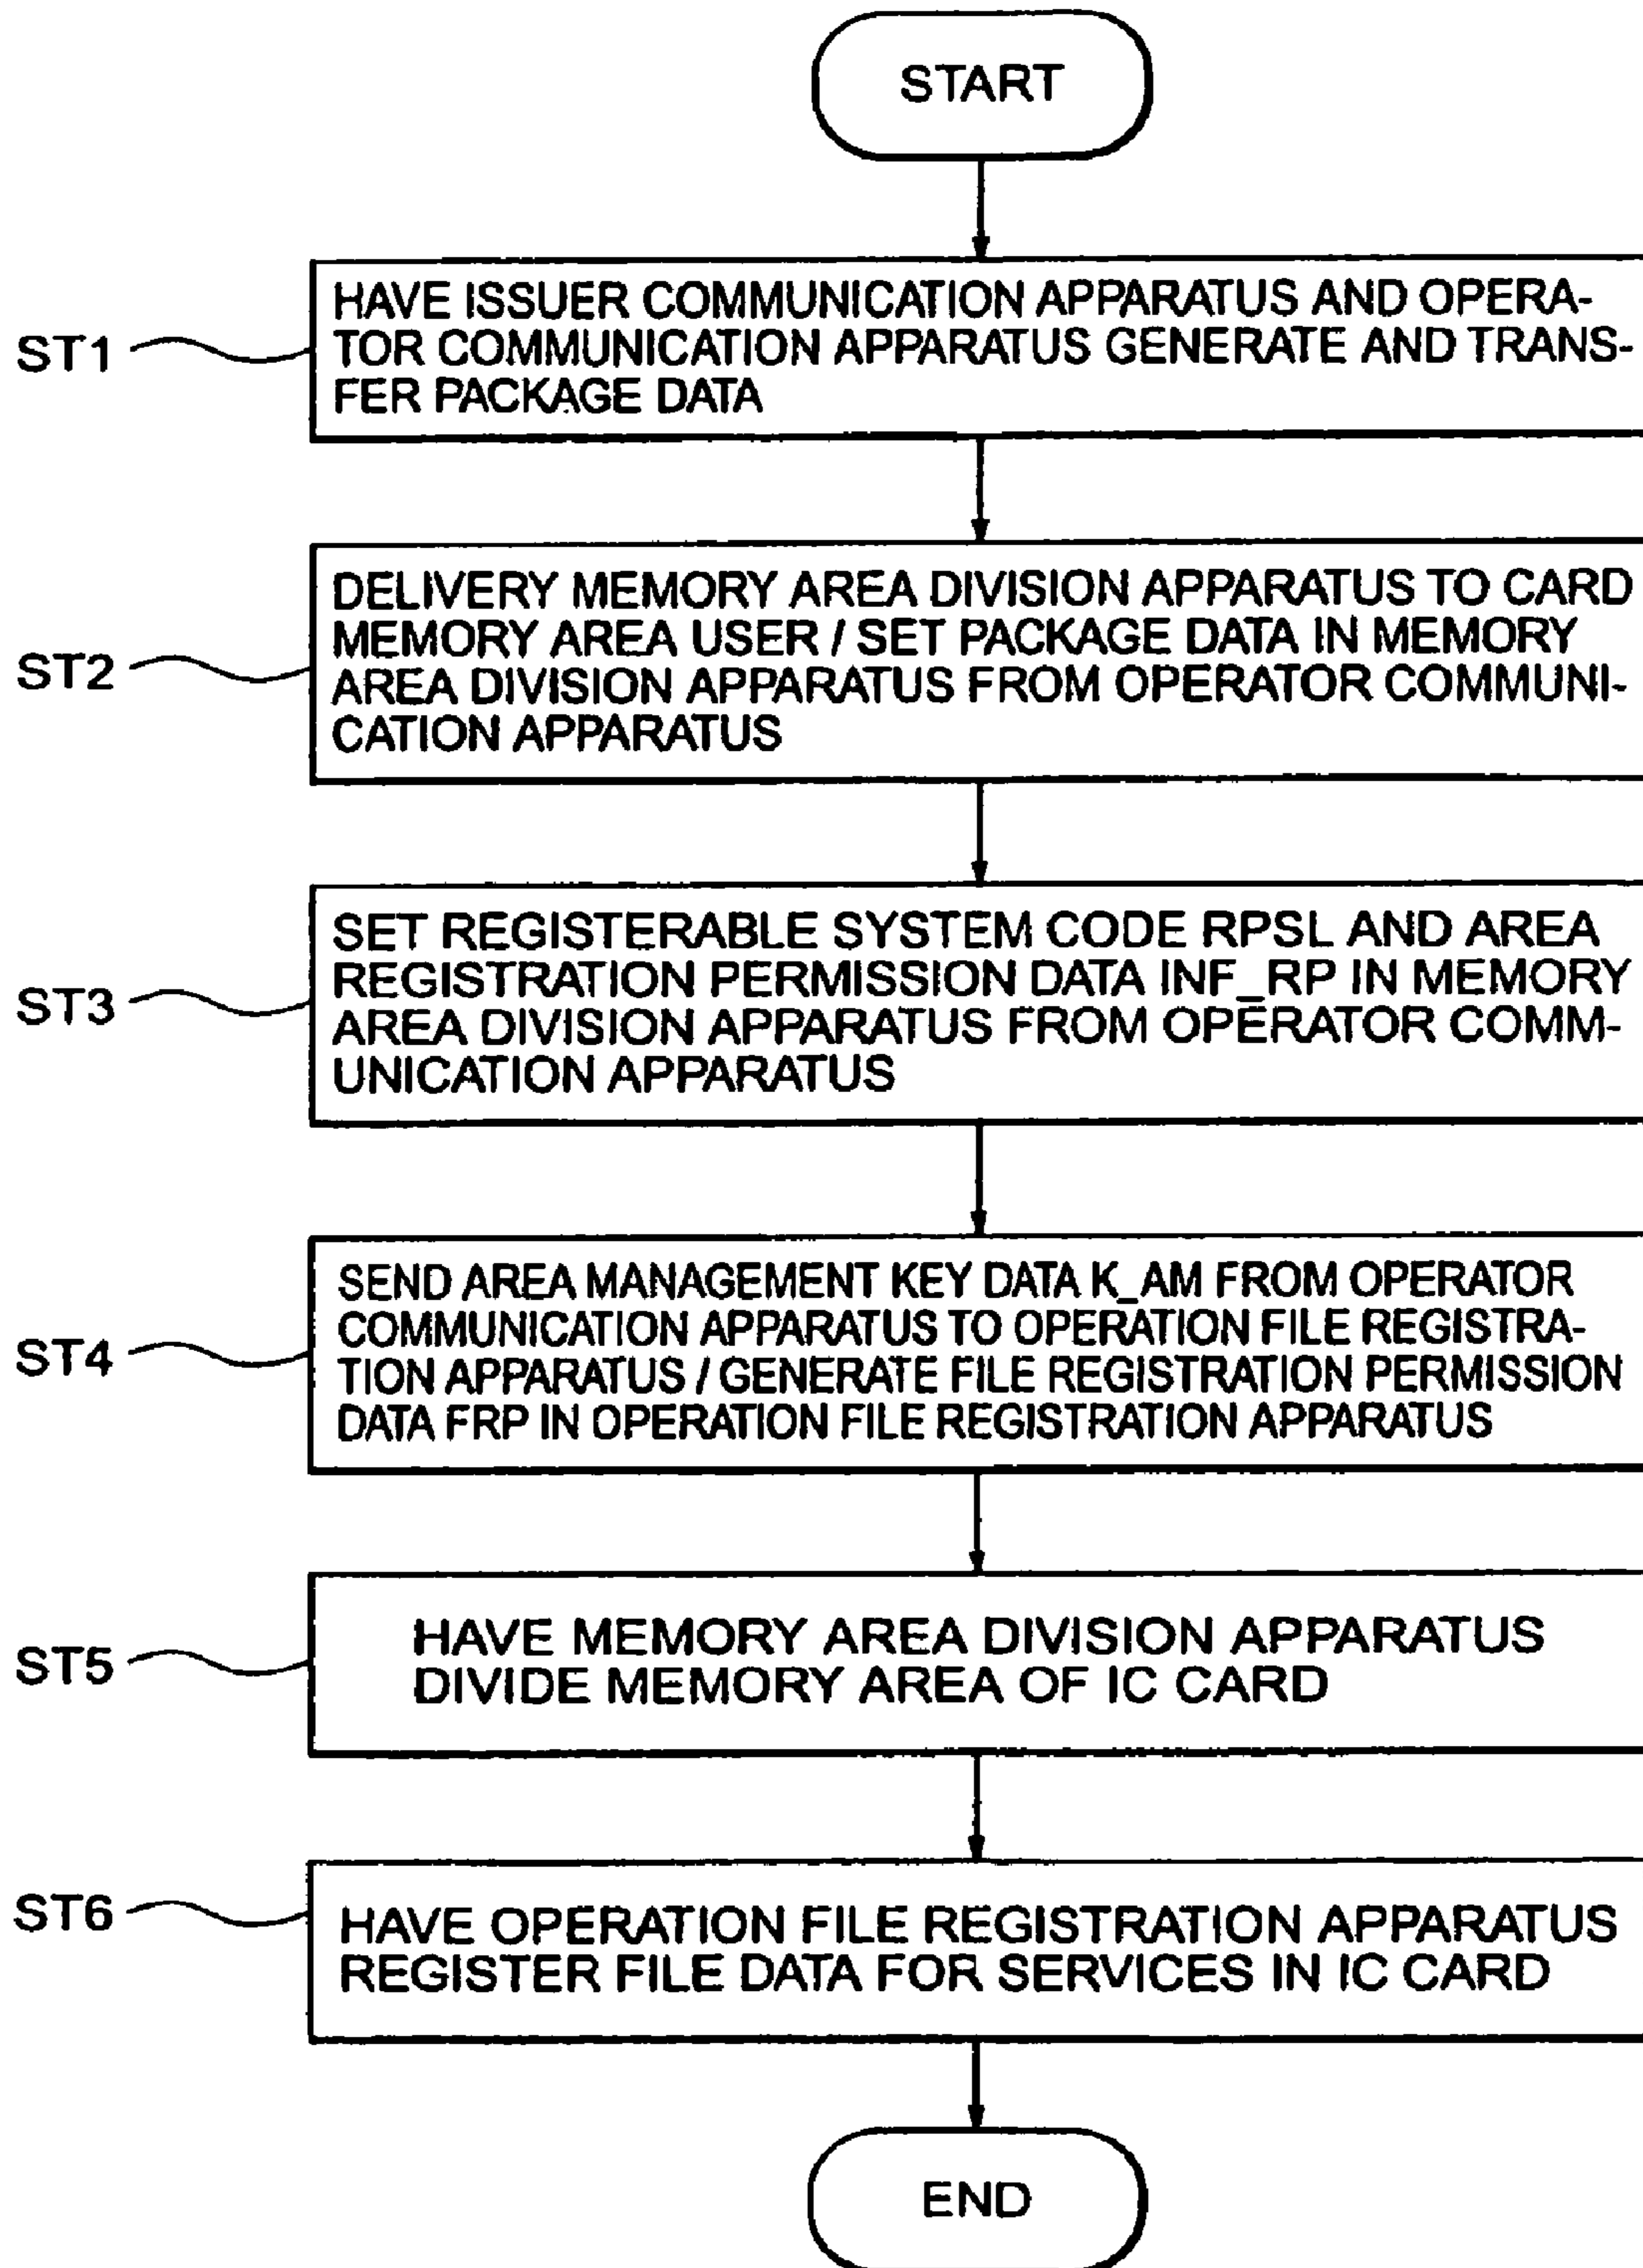 START
ST1
HAVE ISSUER COMMUNICATION APPARATUS AND OPERA-
TOR COMMUNICATION APPARATUS GENERATE AND TRANS-
FER PACKAGE DATA
ST2
DELIVERY MEMORY AREA DIVISION APPARATUS TO CARD
MEMORY AREA USER / SET PACKAGE DATA IN MEMORY
AREA DIVISION APPARATUS FROM OPERATOR COMMUNI-
CATION APPARATUS
ST3
SET REGISTERABLE SYSTEM CODE RPSL AND AREA
REGISTRATION PERMISSION DATA INF_RP IN MEMORY
AREA DIVISION APPARATUS FROM OPERATOR COMM-
UNICATION APPARATUS
ST4
SEND AREA MANAGEMENT KEY DATA K_AM FROM OPERATOR
COMMUNICATION APPARATUS TO OPERATION FILE REGISTRA-
TION APPARATUS / GENERATE FILE REGISTRATION PERMISSION
DATA FRP IN OPERATION FILE REGISTRATION APPARATUS
ST5
HAVE MEMORY AREA DIVISION APPARATUS
DIVIDE MEMORY AREA OF IC CARD
ST6
HAVE OPERATION FILE REGISTRATION APPARATUS
REGISTER FILE DATA FOR SERVICES IN IC CARD
END